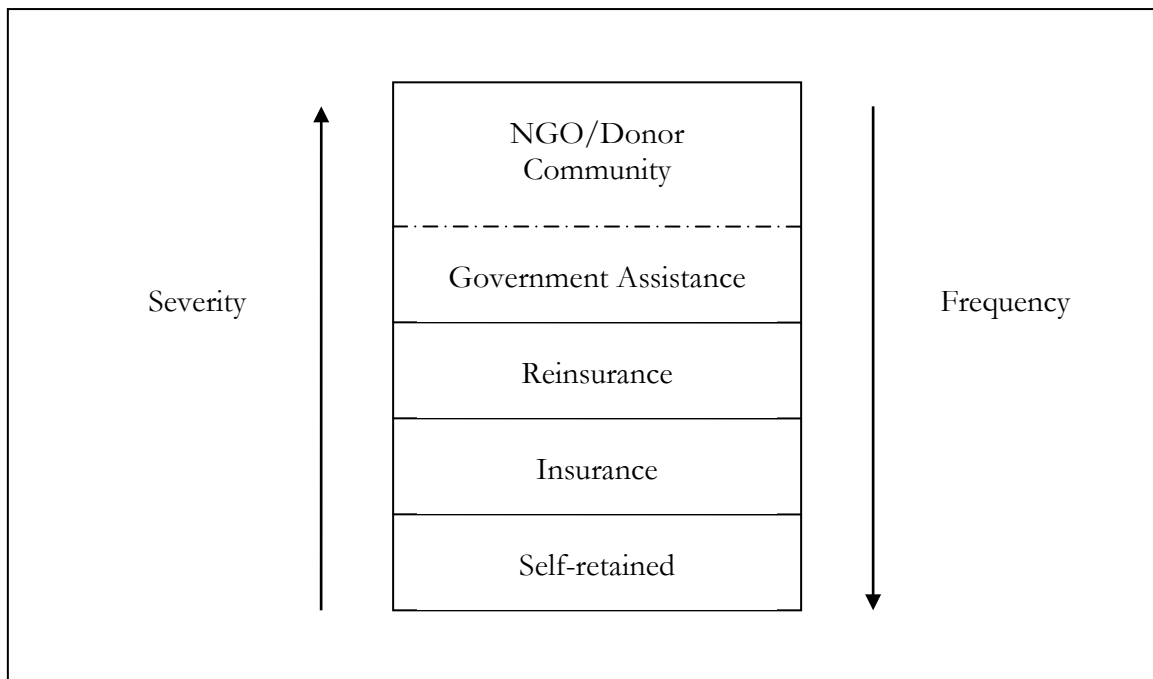 NGO/Donor
Community
Government Assistance
Severity
Frequency
Reinsurance
Insurance
Self-retained